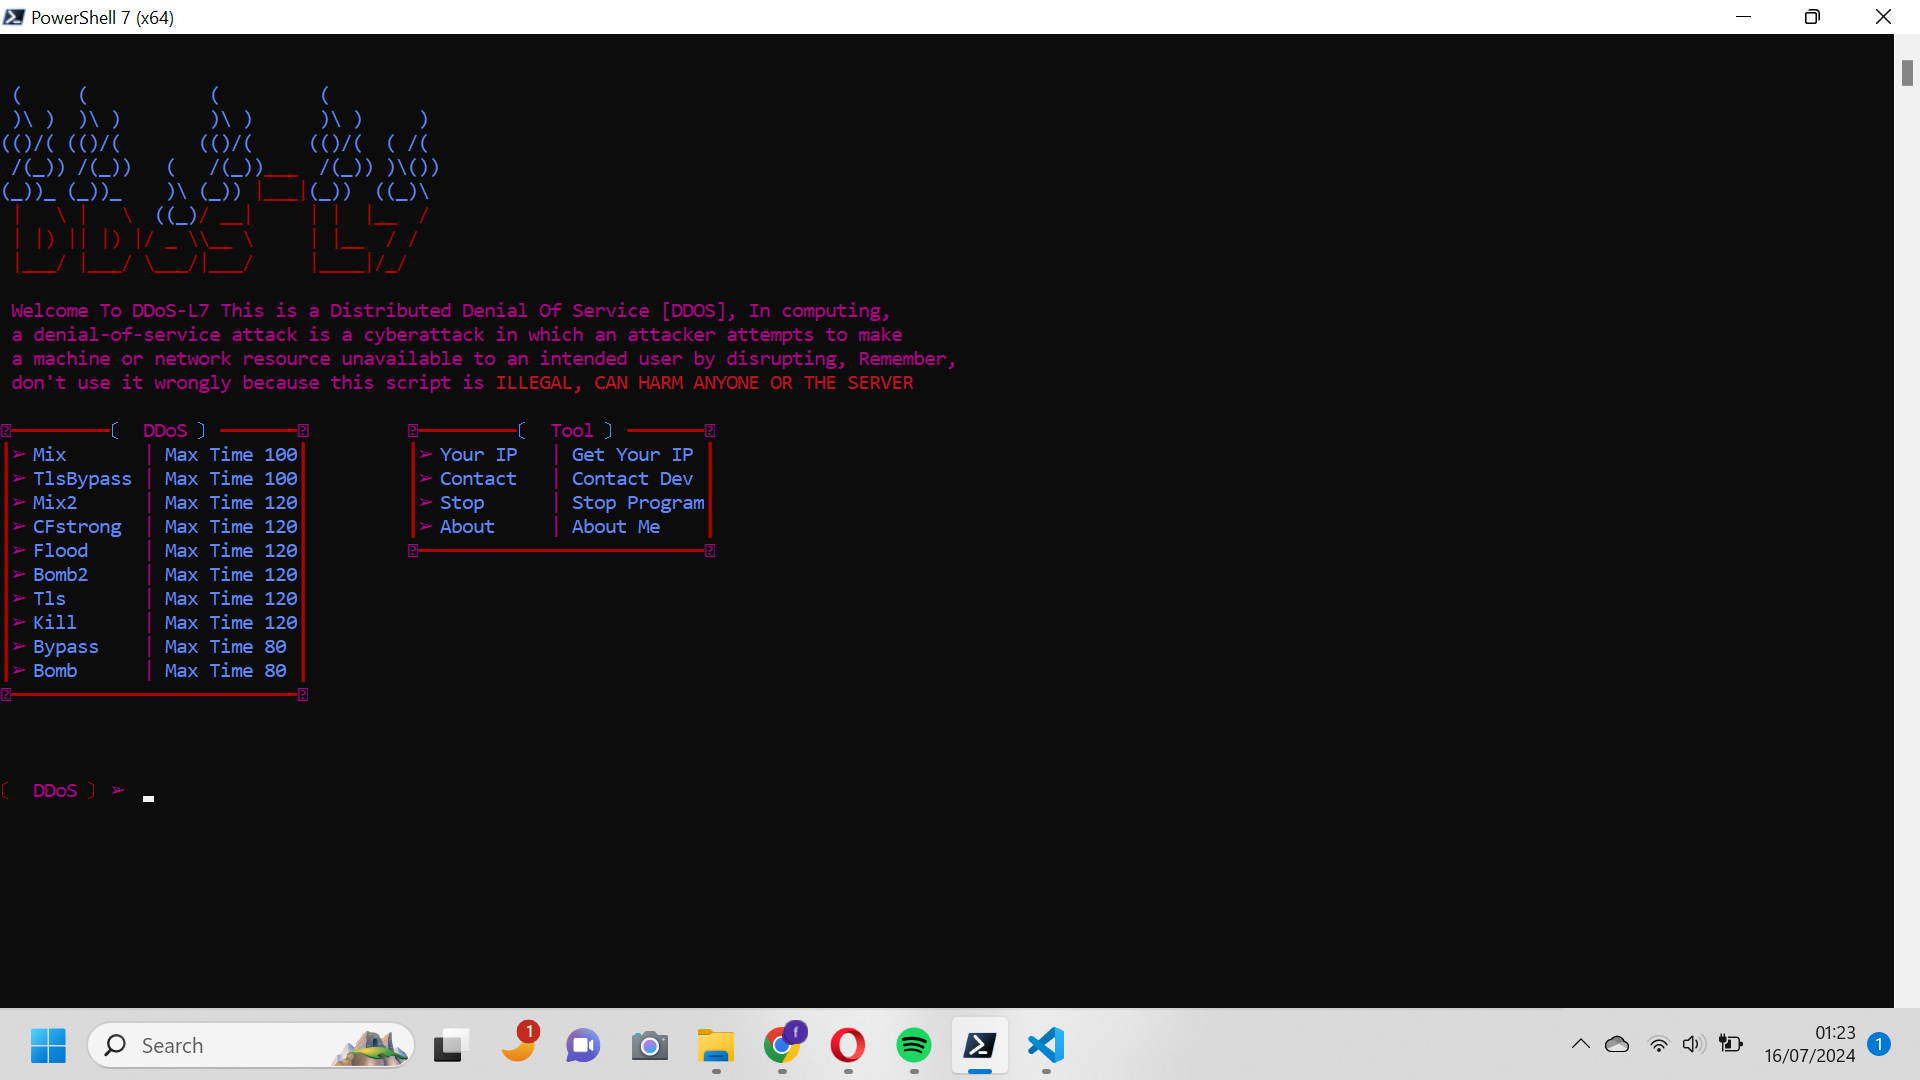 PowerShell 7 (x64)
DDoS-L7
Welcome To DDoS-L7 This is a Distributed Denial Of Service [DDOS], In computing,
a denial-of-service attack is a cyberattack in which an attacker attempts to make
a machine or network resource unavailable to an intended user by disrupting, Remember,
don't use it wrongly because this script is ILLEGAL, CAN HARM ANYONE OR THE SERVER
〔 DDoS 〕
➢ Mix | Max Time 100
➢ TlsBypass | Max Time 100
➢ Mix2 | Max Time 120
➢ CFstrong | Max Time 120
➢ Flood | Max Time 120
➢ Bomb2 | Max Time 120
➢ Tls | Max Time 120
➢ Kill | Max Time 120
➢ Bypass | Max Time 80
➢ Bomb | Max Time 80
〔 Tool 〕
➢ Your IP | Get Your IP
➢ Contact | Contact Dev
➢ Stop | Stop Program
➢ About | About Me
〔 DDoS 〕 ➢
Search
1
f
01:23
16/07/2024
1